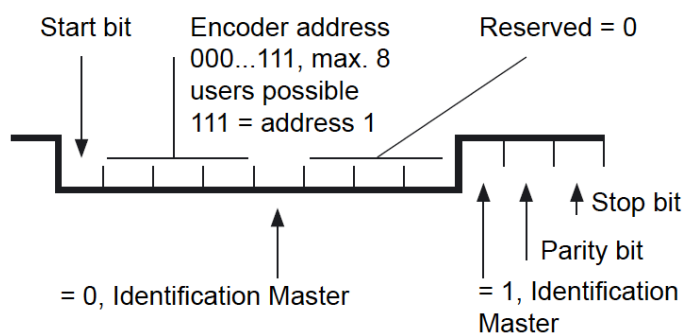 Start bit
Encoder address
000...111, max. 8
users possible
111 = address 1
Reserved = 0
Stop bit
Parity bit
= 0, Identification Master
= 1, Identification
Master